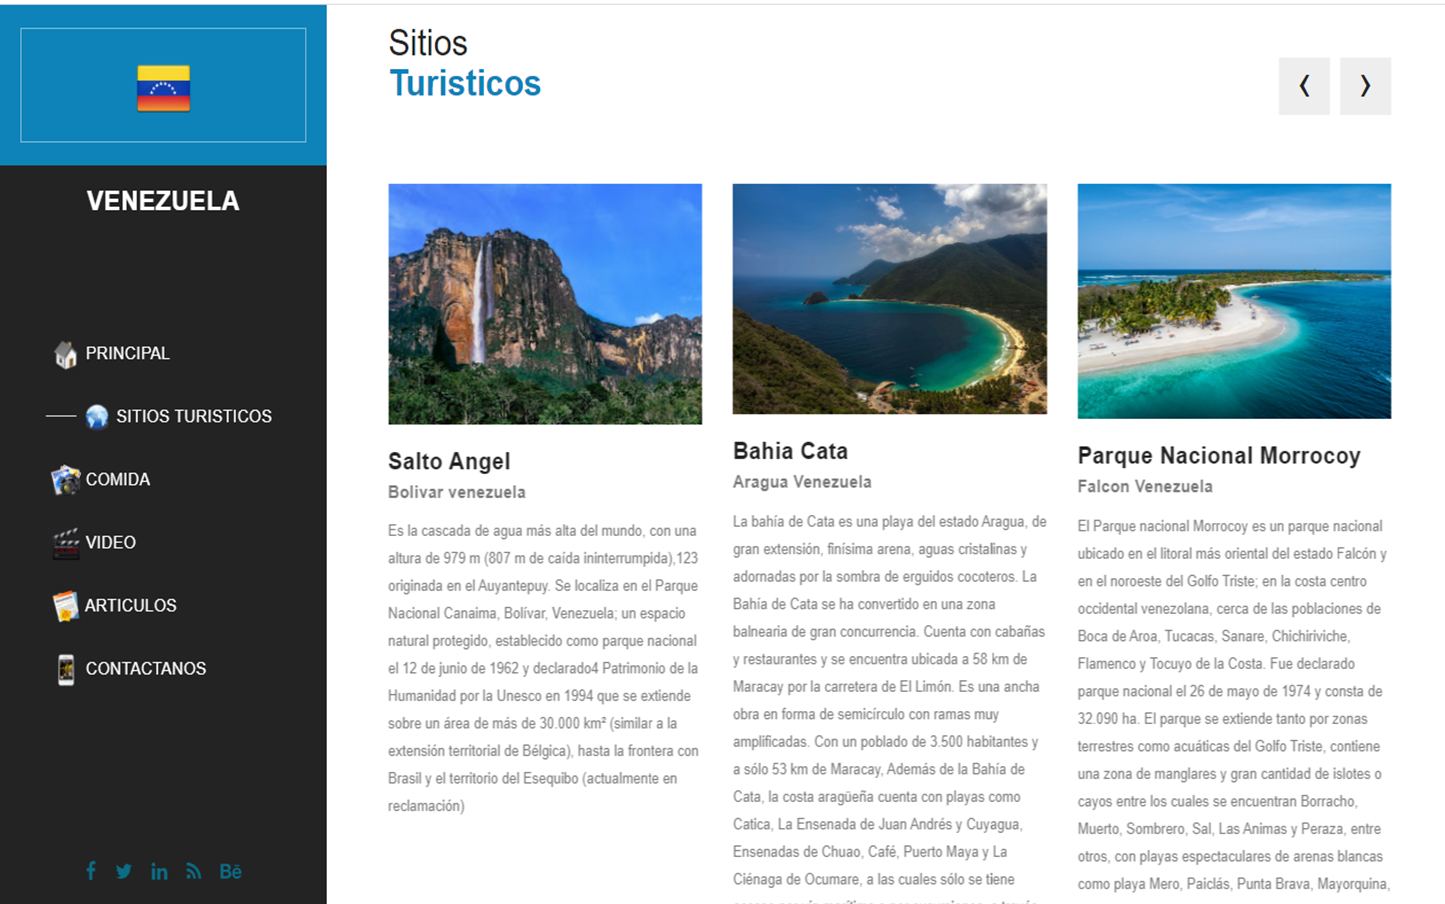 VENEZUELA
PRINCIPAL
SITIOS TURISTICOS
COMIDA
VIDEO
ARTICULOS
CONTACTANOS
Bē
Sitios
Turisticos
Salto Angel
Bolivar venezuela
Es la cascada de agua más alta del mundo, con una
altura de 979 m (807 m de caída ininterrumpida),123
originada en el Auyantepuy. Se localiza en el Parque
Nacional Canaima, Bolívar, Venezuela; un espacio
natural protegido, establecido como parque nacional
el 12 de junio de 1962 y declarado4 Patrimonio de la
Humanidad por la Unesco en 1994 que se extiende
sobre un área de más de 30.000 km² (similar a la
extensión territorial de Bélgica), hasta la frontera con
Brasil y el territorio del Esequibo (actualmente en
reclamación)
Bahia Cata
Aragua Venezuela
La bahía de Cata es una playa del estado Aragua, de
gran extensión, finísima arena, aguas cristalinas y
adornadas por la sombra de erguidos cocoteros. La
Bahía de Cata se ha convertido en una zona
balnearia de gran concurrencia. Cuenta con cabañas
y restaurantes y se encuentra ubicada a 58 km de
Maracay por la carretera de El Limón. Es una ancha
obra en forma de semicírculo con ramas muy
amplificadas. Con un poblado de 3.500 habitantes y
a sólo 53 km de Maracay, Además de la Bahía de
Cata, la costa aragüeña cuenta con playas como
Catica, La Ensenada de Juan Andrés y Cuyagua,
Ensenadas de Chuao, Café, Puerto Maya y La
Ciénaga de Ocumare, a las cuales sólo se tiene
Parque Nacional Morrocoy
Falcon Venezuela
El Parque nacional Morrocoy es un parque nacional
ubicado en el litoral más oriental del estado Falcón y
en el noroeste del Golfo Triste; en la costa centro
occidental venezolana, cerca de las poblaciones de
Boca de Aroa, Tucacas, Sanare, Chichiriviche,
Flamenco y Tocuyo de la Costa. Fue declarado
parque nacional el 26 de mayo de 1974 y consta de
32.090 ha. El parque se extiende tanto por zonas
terrestres como acuáticas del Golfo Triste, contiene
una zona de manglares y gran cantidad de islotes o
cayos entre los cuales se encuentran Borracho,
Muerto, Sombrero, Sal, Las Animas y Peraza, entre
otros, con playas espectaculares de arenas blancas
como playa Mero, Paiclás, Punta Brava, Mayorquina,